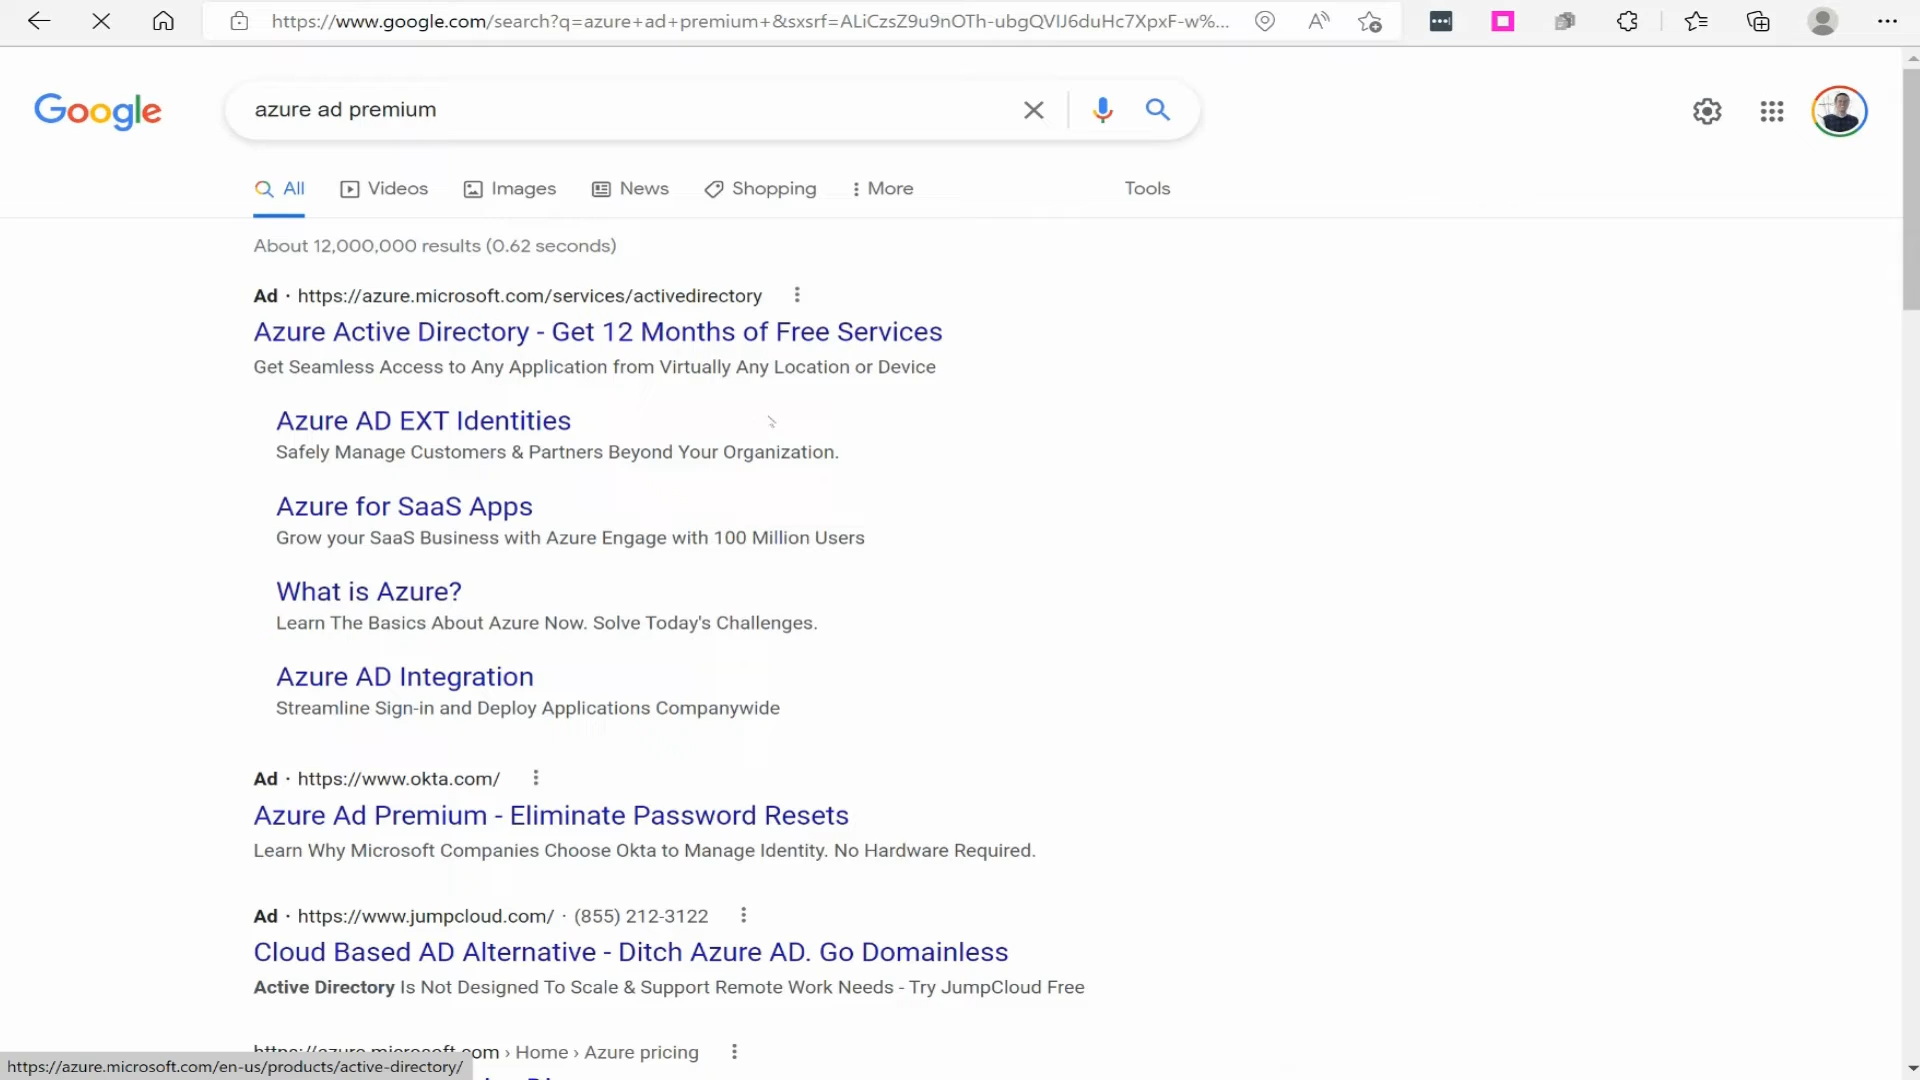 https://www.google.com/search?q=azure+ad+premium+&sxsrf=ALiCzsZ9u9nOTh-ubgQVIJ6duHc7XpxF-w%...
Google
azure ad premium
All
Videos
Images
News
Shopping
More
Tools
About 12,000,000 results (0.62 seconds)
Ad · https://azure.microsoft.com/services/activedirectory
Azure Active Directory - Get 12 Months of Free Services
Get Seamless Access to Any Application from Virtually Any Location or Device
Azure AD EXT Identities
Safely Manage Customers & Partners Beyond Your Organization.
Azure for SaaS Apps
Grow your SaaS Business with Azure Engage with 100 Million Users
What is Azure?
Learn The Basics About Azure Now. Solve Today's Challenges.
Azure AD Integration
Streamline Sign-in and Deploy Applications Companywide
Ad · https://www.okta.com/
Azure Ad Premium - Eliminate Password Resets
Learn Why Microsoft Companies Choose Okta to Manage Identity. No Hardware Required.
Ad · https://www.jumpcloud.com/ · (855) 212-3122
Cloud Based AD Alternative - Ditch Azure AD. Go Domainless
Active Directory Is Not Designed To Scale & Support Remote Work Needs - Try JumpCloud Free
https://azure.microsoft.com › Home › Azure pricing
https://azure.microsoft.com/en-us/products/active-directory/